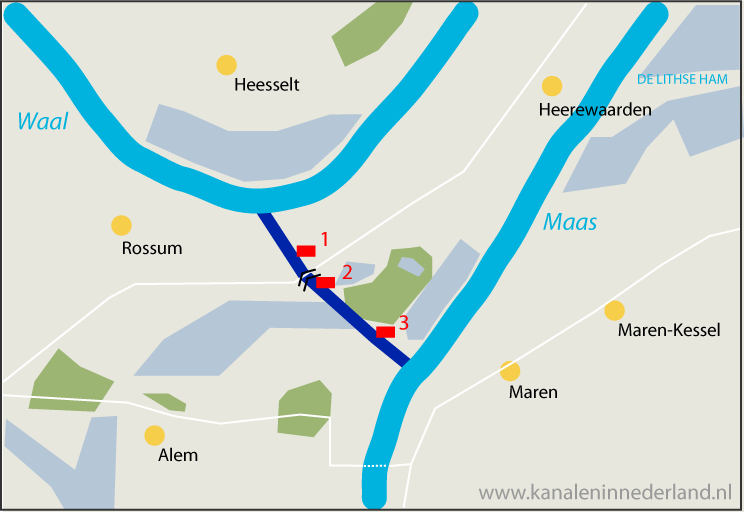 Heesselt
DE LITHSE HAM
Heerewaarden
Waal
Maas
Rossum
1
2
3
Maren-Kessel
Maren
Alem
www.kanaleninnederland.nl